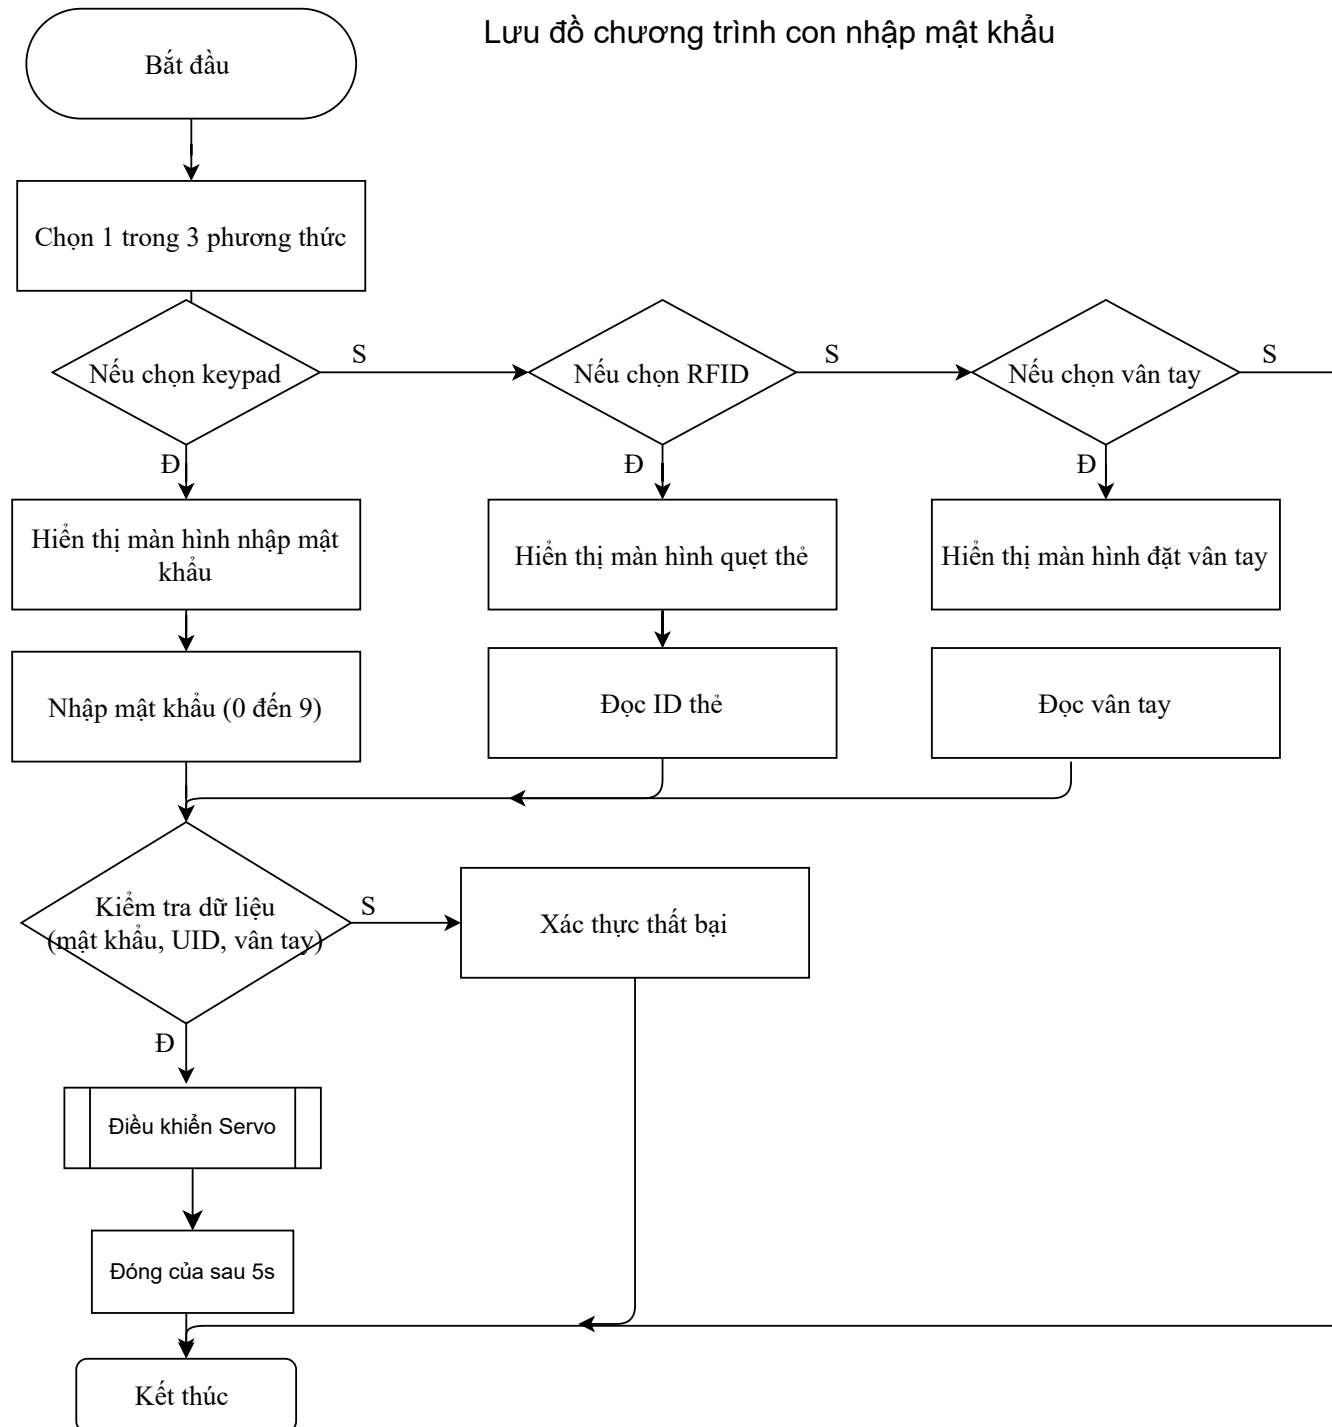 Lưu đồ chương trình con nhập mật khẩu
Bắt đầu
Chọn 1 trong 3 phương thức
Nếu chọn keypad
S
Nếu chọn RFID
S
Nếu chọn vân tay
S
Đ
Đ
Đ
Hiển thị màn hình nhập mật
khẩu
Hiển thị màn hình quẹt thẻ
Hiển thị màn hình đặt vân tay
Nhập mật khẩu (0 đến 9)
Đọc ID thẻ
Đọc vân tay
Kiểm tra dữ liệu
(mật khẩu, UID, vân tay)
S
Xác thực thất bại
Đ
Điều khiển Servo
Đóng của sau 5s
Kết thúc